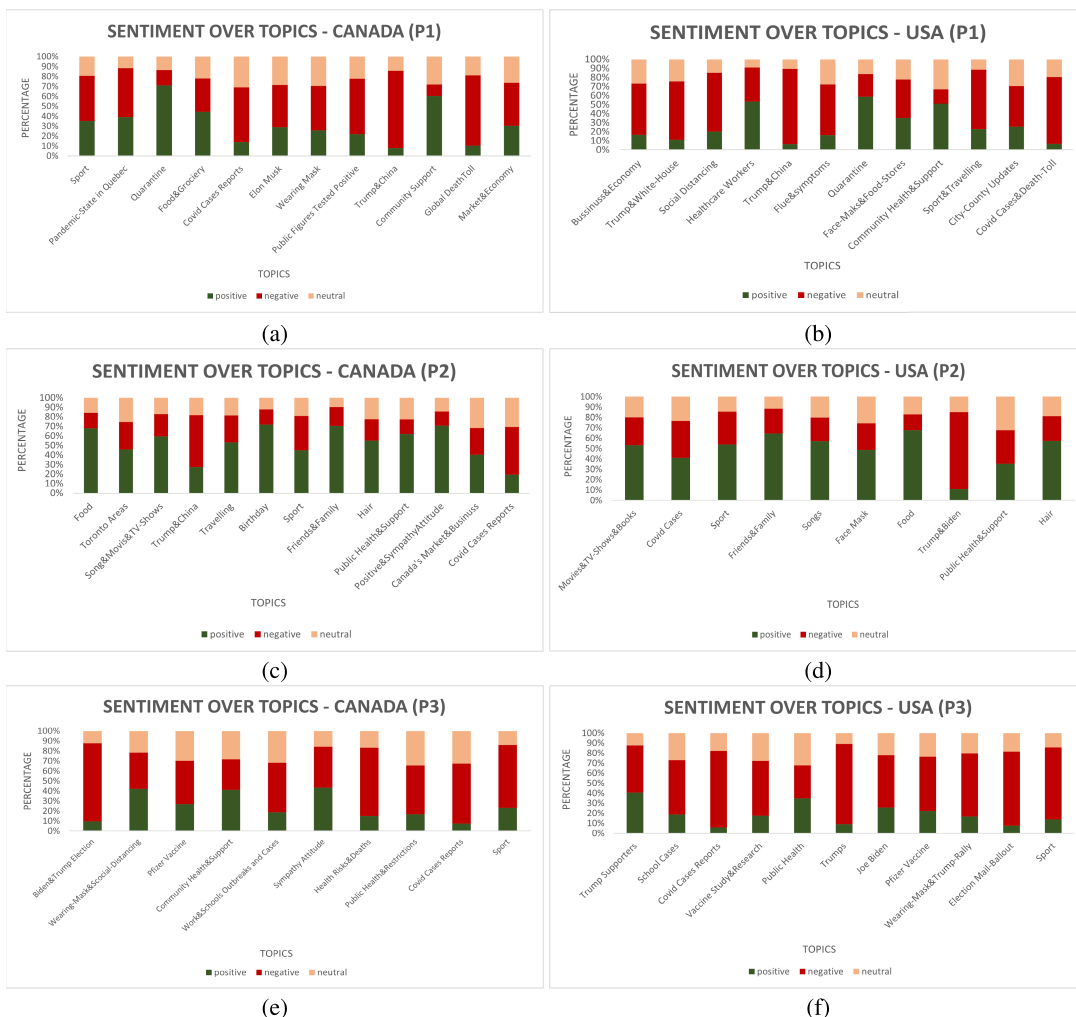 SENTIMENT OVER TOPICS - CANADA (P1)
PERCENTAGE
100%
90%
80%
70%
60%
50%
40%
30%
20%
10%
0%
Sport
Pandemic-State in Quebec
Quarantine
Food&Grociery
Covid Cases Reports
Elon Musk
Wearing Mask
Public Figures Tested Positive
Trump&China
Community Support
Global DeathToll
Market&Economy
TOPICS
positive negative neutral
(a)
SENTIMENT OVER TOPICS - USA (P1)
PERCENTAGE
100%
90%
80%
70%
60%
50%
40%
30%
20%
10%
0%
Bussinuss&Economy
Trump&White-House
Social Distancing
Healthcare Workers
Trump&China
Flue&symptoms
Quarantine
Face-Maks&Food-Stores
Community Health&Support
Sport&Travelling
City-County Updates
Covid Cases&Death-Toll
TOPICS
positive negative neutral
(b)
SENTIMENT OVER TOPICS - CANADA (P2)
PERCENTAGE
100%
90%
80%
70%
60%
50%
40%
30%
20%
10%
0%
Food
Toronto Areas
Song&Movis&TV-Shows
Trump&China
Travelling
Birthday
Sport
Friends&Family
Hair
Public Health&Support
Positive&SympathyAttitude
Canada's Market&Businuss
Covid Cases Reports
TOPICS
positive negative neutral
(c)
SENTIMENT OVER TOPICS - USA (P2)
PERCENTAGE
100%
90%
80%
70%
60%
50%
40%
30%
20%
10%
0%
Movies&TV-Shows&Books
Covid Cases
Sport
Friends&Family
Songs
Face Mask
Food
Trump&Biden
Public Health&Support
Hair
TOPICS
positive negative neutral
(d)
SENTIMENT OVER TOPICS - CANADA (P3)
PERCENTAGE
100%
90%
80%
70%
60%
50%
40%
30%
20%
10%
0%
Biden&Trump Election
Wearing-Mask&Scocial-Distancing
Pfizer Vaccine
Community Health&Support
Work&Schools Outbreaks and Cases
Sympathy Attitude
Health Risks&Deaths
Public Health&Restrictions
Covid Cases Reports
Sport
TOPICS
positive negative neutral
(e)
SENTIMENT OVER TOPICS - USA (P3)
PERCENTAGE
100%
90%
80%
70%
60%
50%
40%
30%
20%
10%
0%
Trump Supporters
School Cases
Covid Cases Reports
Vaccine Study&Research
Public Health
Trumps
Joe Biden
Pfizer Vaccine
Wearing-Mask&Trump-Rally
Election Mail-Ballout
Sport
TOPICS
positive negative neutral
(f)